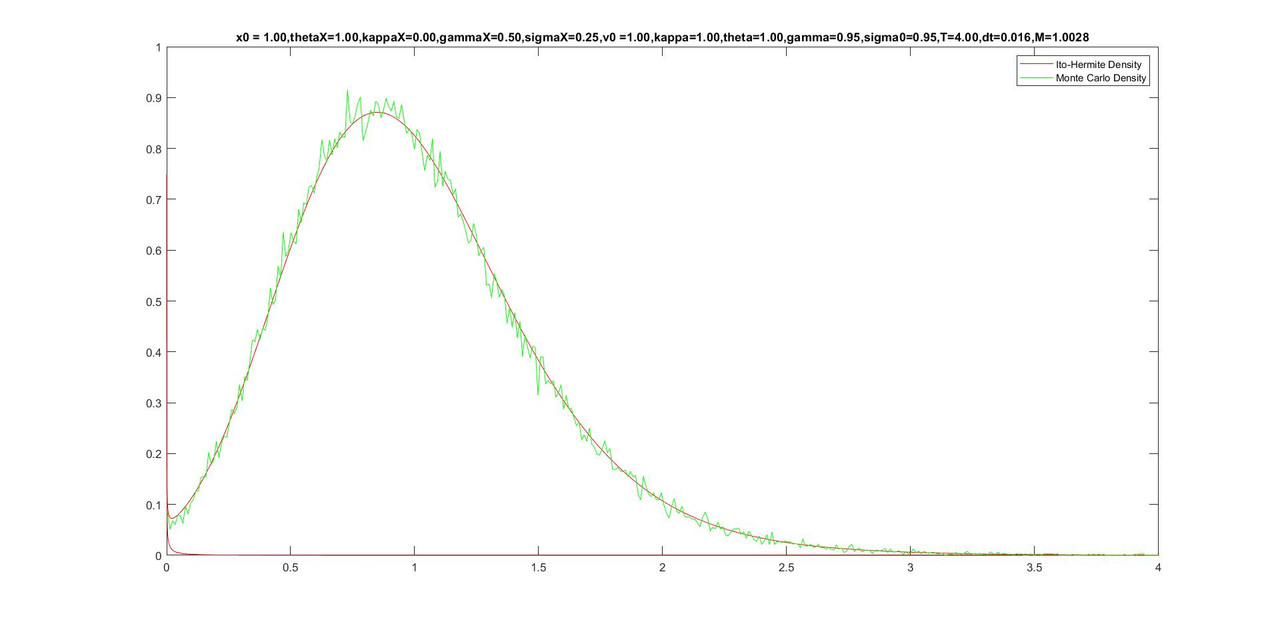 x0 = 1.00,thetaX=1.00,kappaX=0.00,gammaX=0.50,sigmaX=0.25,v0 =1.00,kappa=1.00,theta=1.00,gamma=0.95,sigma0=0.95,T=4.00,dt=0.016,M=1.0028
1
Ito-Hermite Density
Monte Carlo Density
0.9
0.8
0.7
0.6
0.5
0.4
0.3
0.2
0.1
0
0 0.5 1 1.5 2 2.5 3 3.5 4